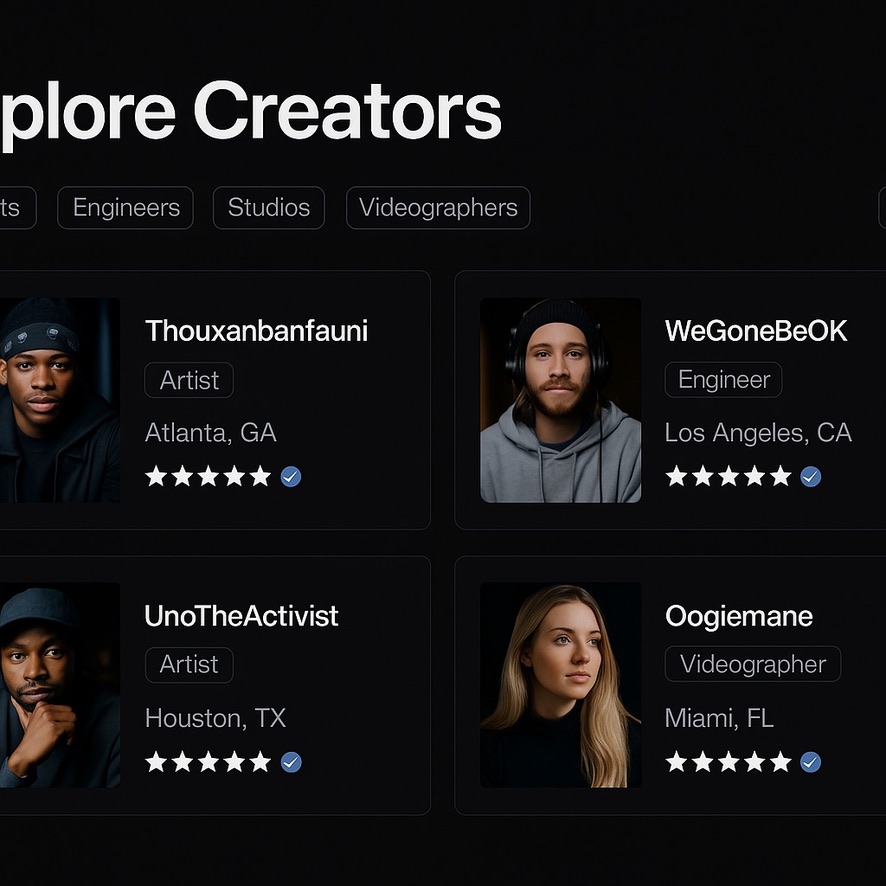 plore Creators
ts
Engineers
Studios
Videographers
Thouxanbanfauni
Artist
Atlanta, GA
WeGoneBeOK
Engineer
Los Angeles, CA
UnoTheActivist
Artist
Houston, TX
Oogiemane
Videographer
Miami, FL